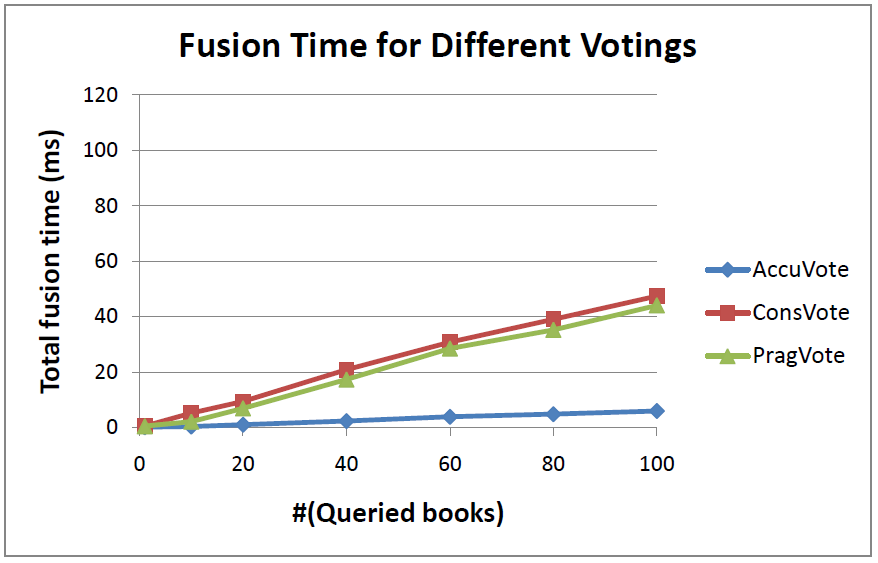 Fusion Time for Different Votings
Total fusion time (ms)
120
100
80
60
40
20
0
0 20 40 60 80 100
#(Queried books)
AccuVote
ConsVote
PragVote